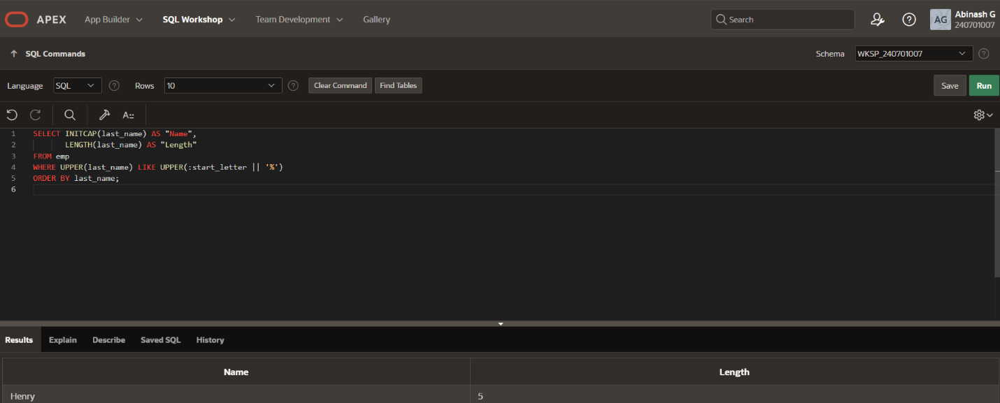 APEX App Builder SQL Workshop Team Development Gallery Search AG Abinash G
240701007
SQL Commands Schema WKSP_240701007
Language SQL Rows 10 Clear Command Find Tables Save Run
A::
1 SELECT INITCAP(last_name) AS "Name",
2 LENGTH(last_name) AS "Length"
3 FROM emp
4 WHERE UPPER(last_name) LIKE UPPER(:start_letter || '%')
5 ORDER BY last_name;
6
Results Explain Describe Saved SQL History
Name Length
Henry 5